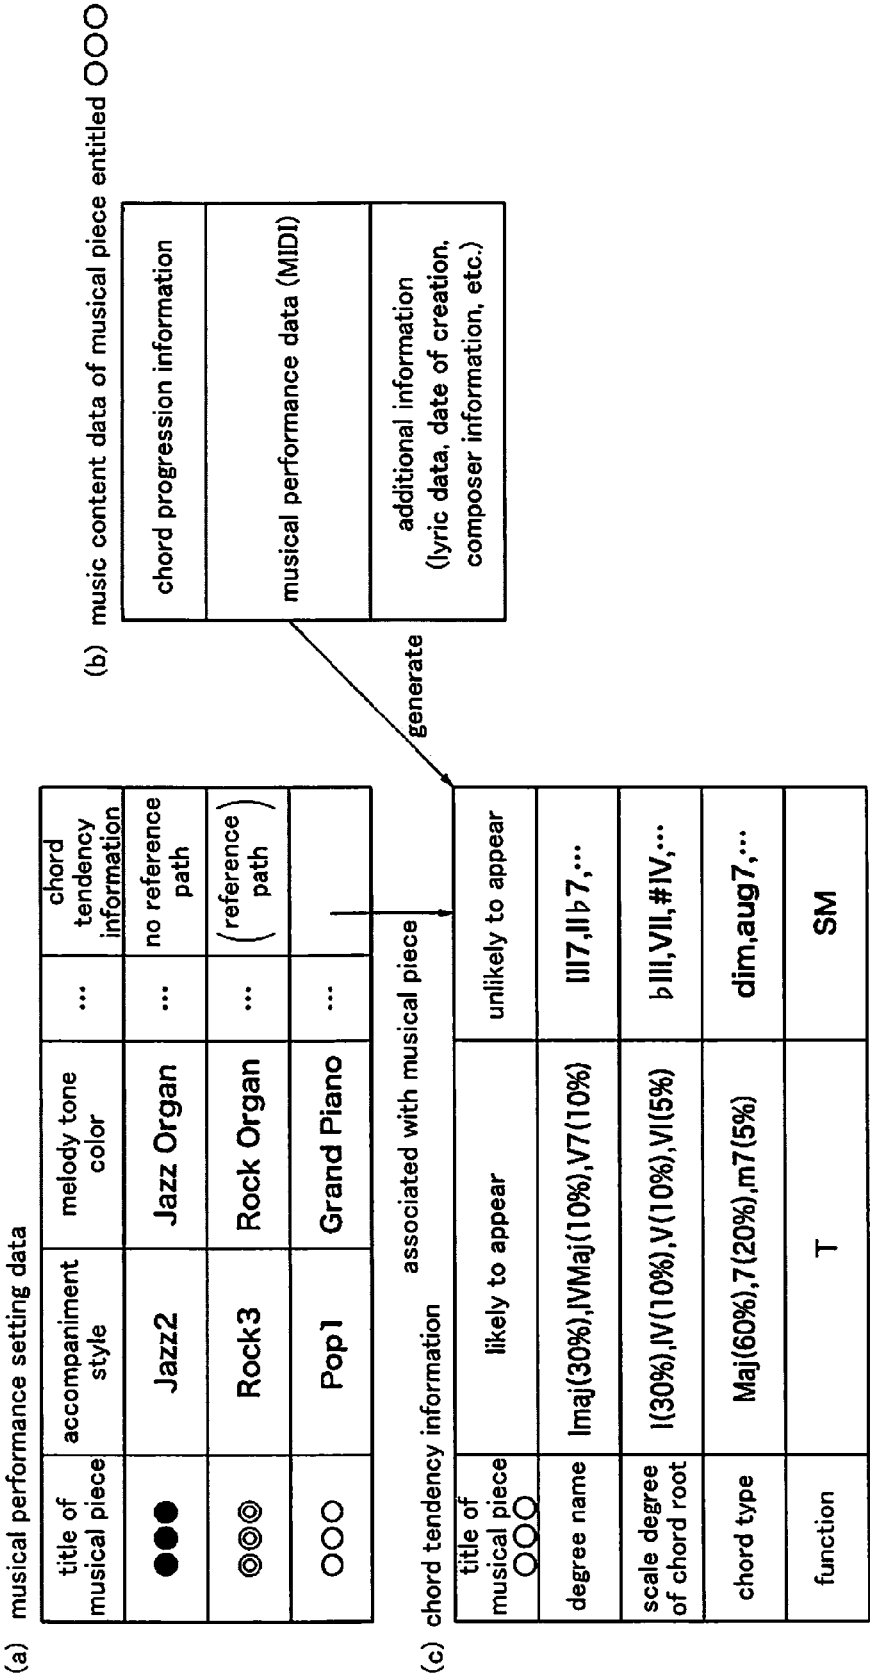 (a) musical performance setting data
title of
musical piece
accompaniment
style
melody tone
color
...
chord
tendency
information
●●●
Jazz2
Jazz Organ
...
no reference
path
◎◎◎
Rock3
Rock Organ
...
(reference
path)
○○○
Pop1
Grand Piano
...
associated with musical piece
(b) music content data of musical piece entitled ○○○
chord progression information
musical performance data (MIDI)
additional information
(lyric data, date of creation,
composer information, etc.)
generate
(c) chord tendency information
title of
musical piece
○○○
likely to appear
unlikely to appear
degree name
Imaj(30%),IVMaj(10%),V7(10%)
III7,II♭7,...
scale degree
of chord root
I(30%),IV(10%),V(10%),VI(5%)
♭III,VII,#IV,...
chord type
Maj(60%),7(20%),m7(5%)
dim,aug7,...
function
T
SM